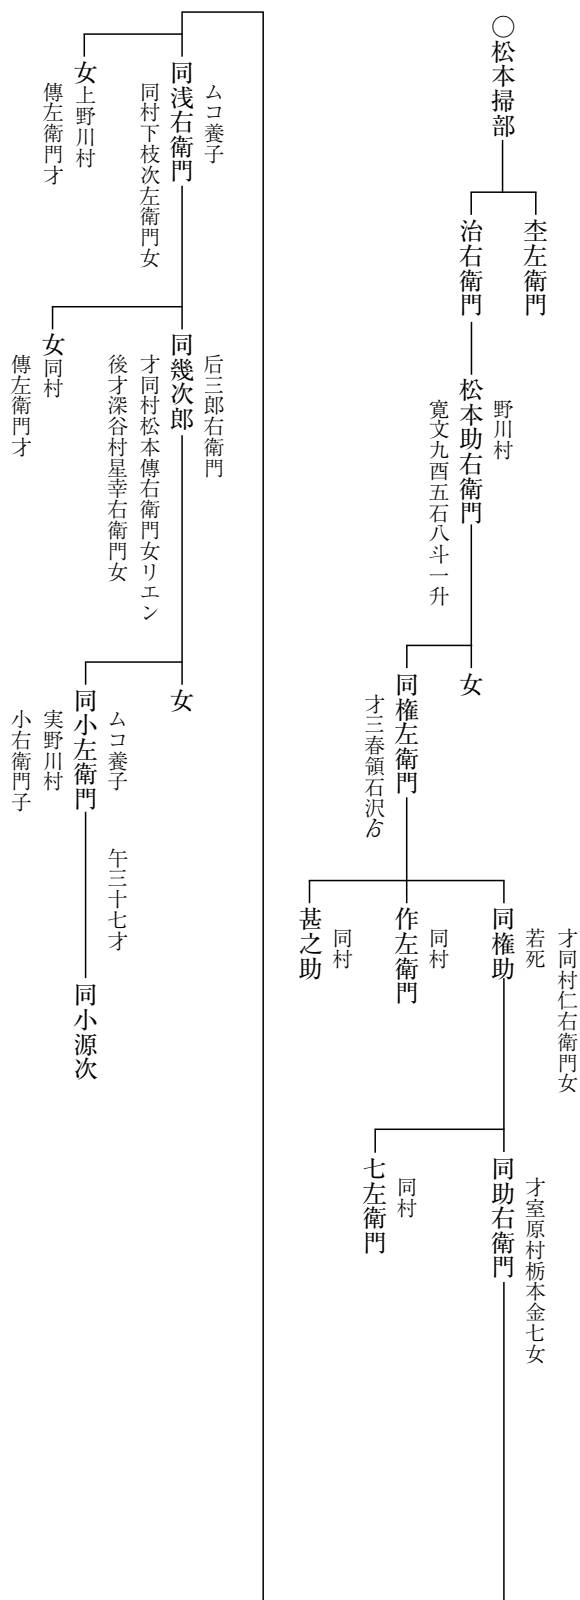 ○松本掃部
杢左衛門
治右衛門
野川村
松本助右衛門
寛文九酉五石八斗一升
女
同権左衛門
才三春領石沢ゟ
才同村仁右衛門女
若死
同権助
同村
作左衛門
同村
甚之助
才室原村栃本金七女
同助右衛門
同村
七左衛門
ムコ養子
同浅右衛門
同村下枝次左衛門女
女上野川村
傳左衛門才
后三郎右衛門
同幾次郎
才同村松本傳右衛門女リエン
後才深谷村星幸右衛門女
女同村
傳左衛門才
女
ムコ養子
同小左衛門
実野川村
小右衛門子
午三十七才
同小源次